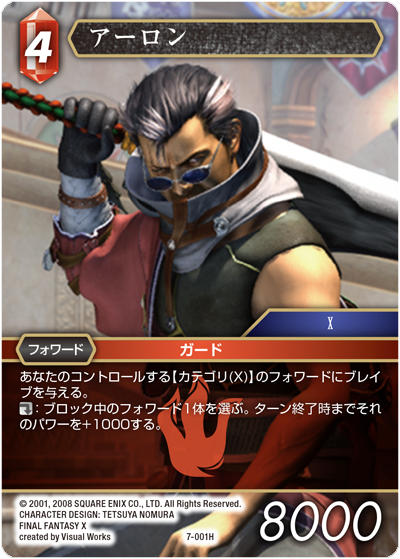 4
アーロン
X
フォワード
ガード
あなたのコントロールする【カテゴリ(X)】のフォワードにブレイ
ブを与える。
：ブロック中のフォワード1体を選ぶ。ターン終了時までそれ
のパワーを+1000する。
© 2001, 2008 SQUARE ENIX CO., LTD. All Rights Reserved.
CHARACTER DESIGN: TETSUYA NOMURA
FINAL FANTASY X
created by Visual Works
7-001H
8000